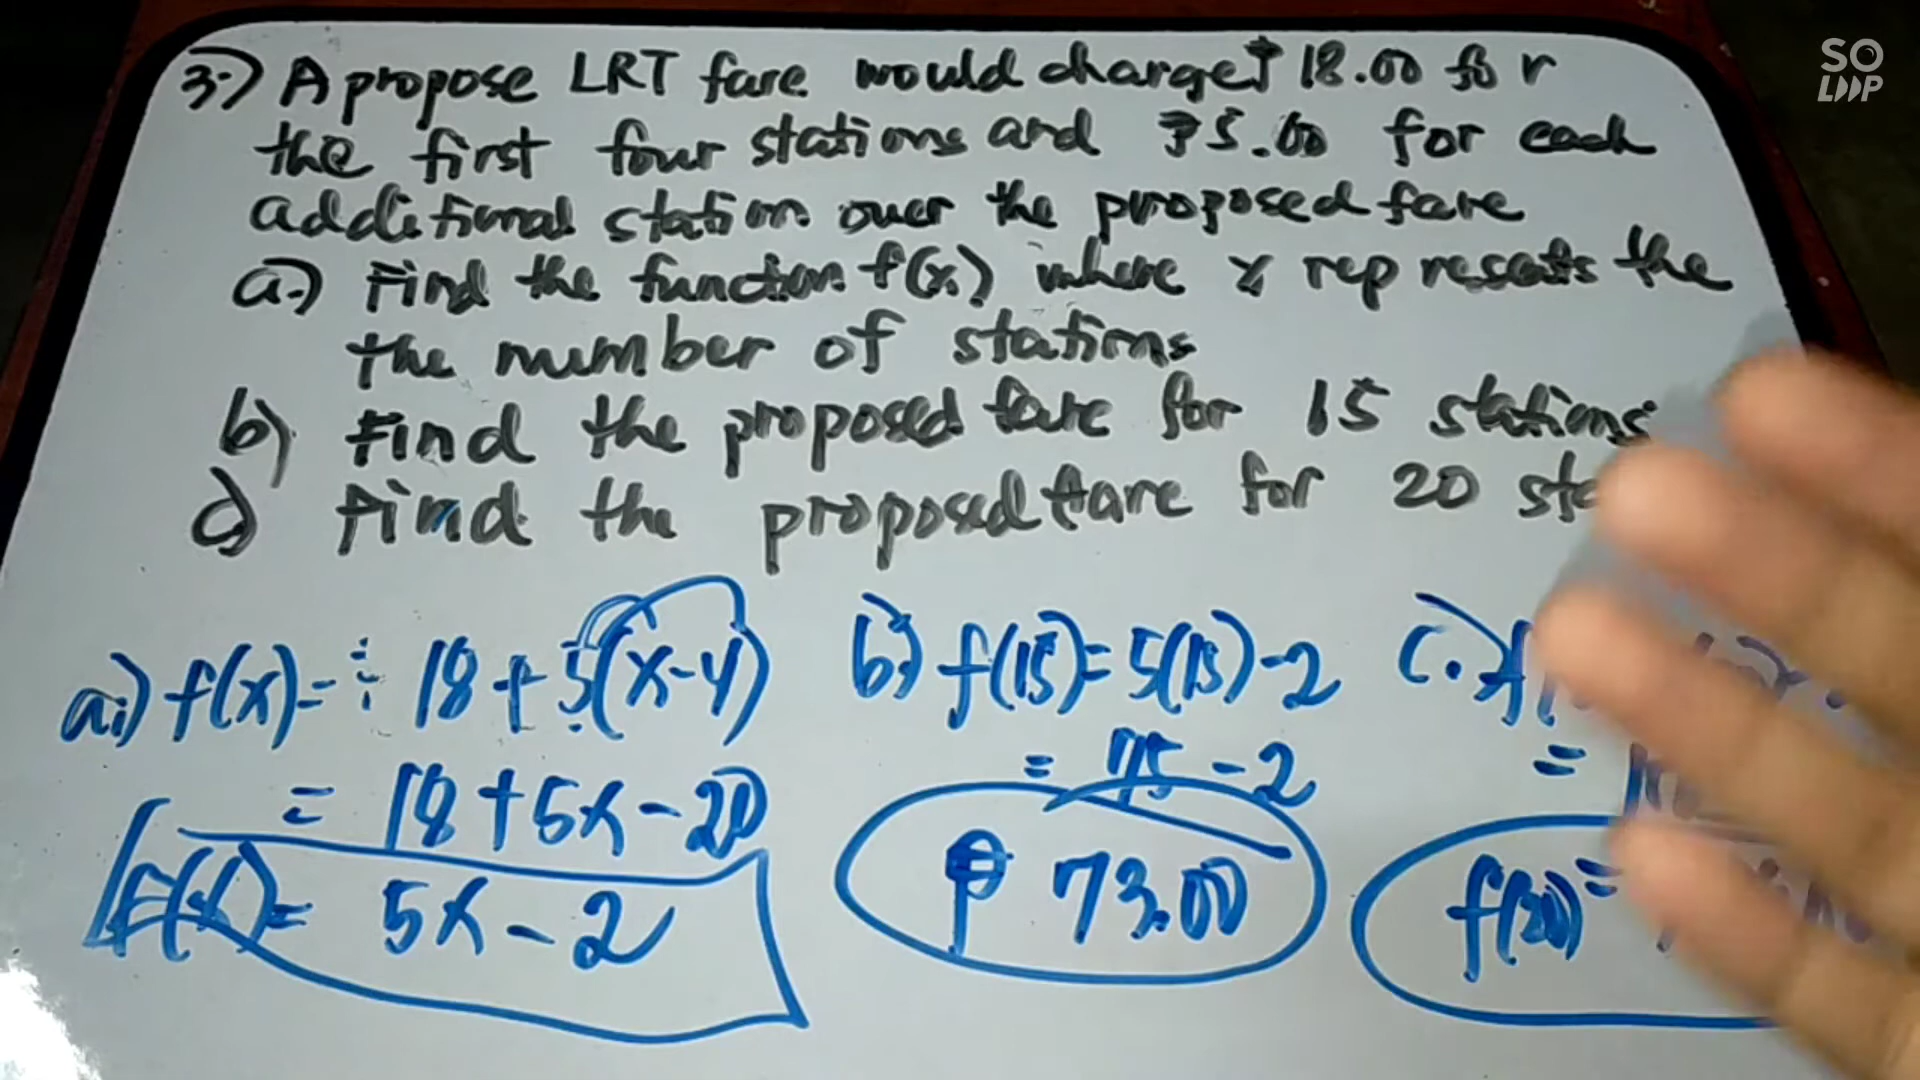 SO
LOOP
3.) A propose LRT fare would charge ₱ 18.00 for
the first four stations and ₱5.00 for each
additional station over the proposed fare
a.) Find the function f(x) where x represents the
the number of stations
b) Find the proposed fare for 15 stations
c) Find the proposed fare for 20 sta
a.) f(x) = 18 + 5(x-4)
= 18 + 5x - 20
f(x) = 5x - 2
b.) f(15) = 5(15) - 2
= 75 - 2
₱ 73.00
c.) f
=
f(20) =